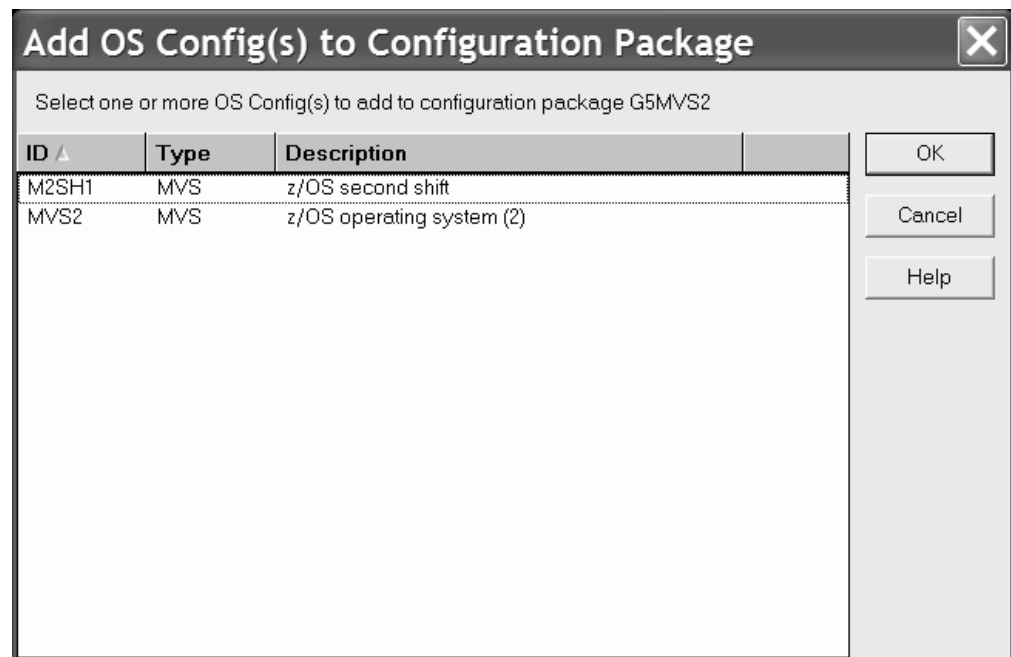 Add OS Config(s) to Configuration Package
Select one or more OS Config(s) to add to configuration package G5MVS2
ID Type Description
M2SH1 MVS z/OS second shift
MVS2 MVS z/OS operating system (2)
OK
Cancel
Help